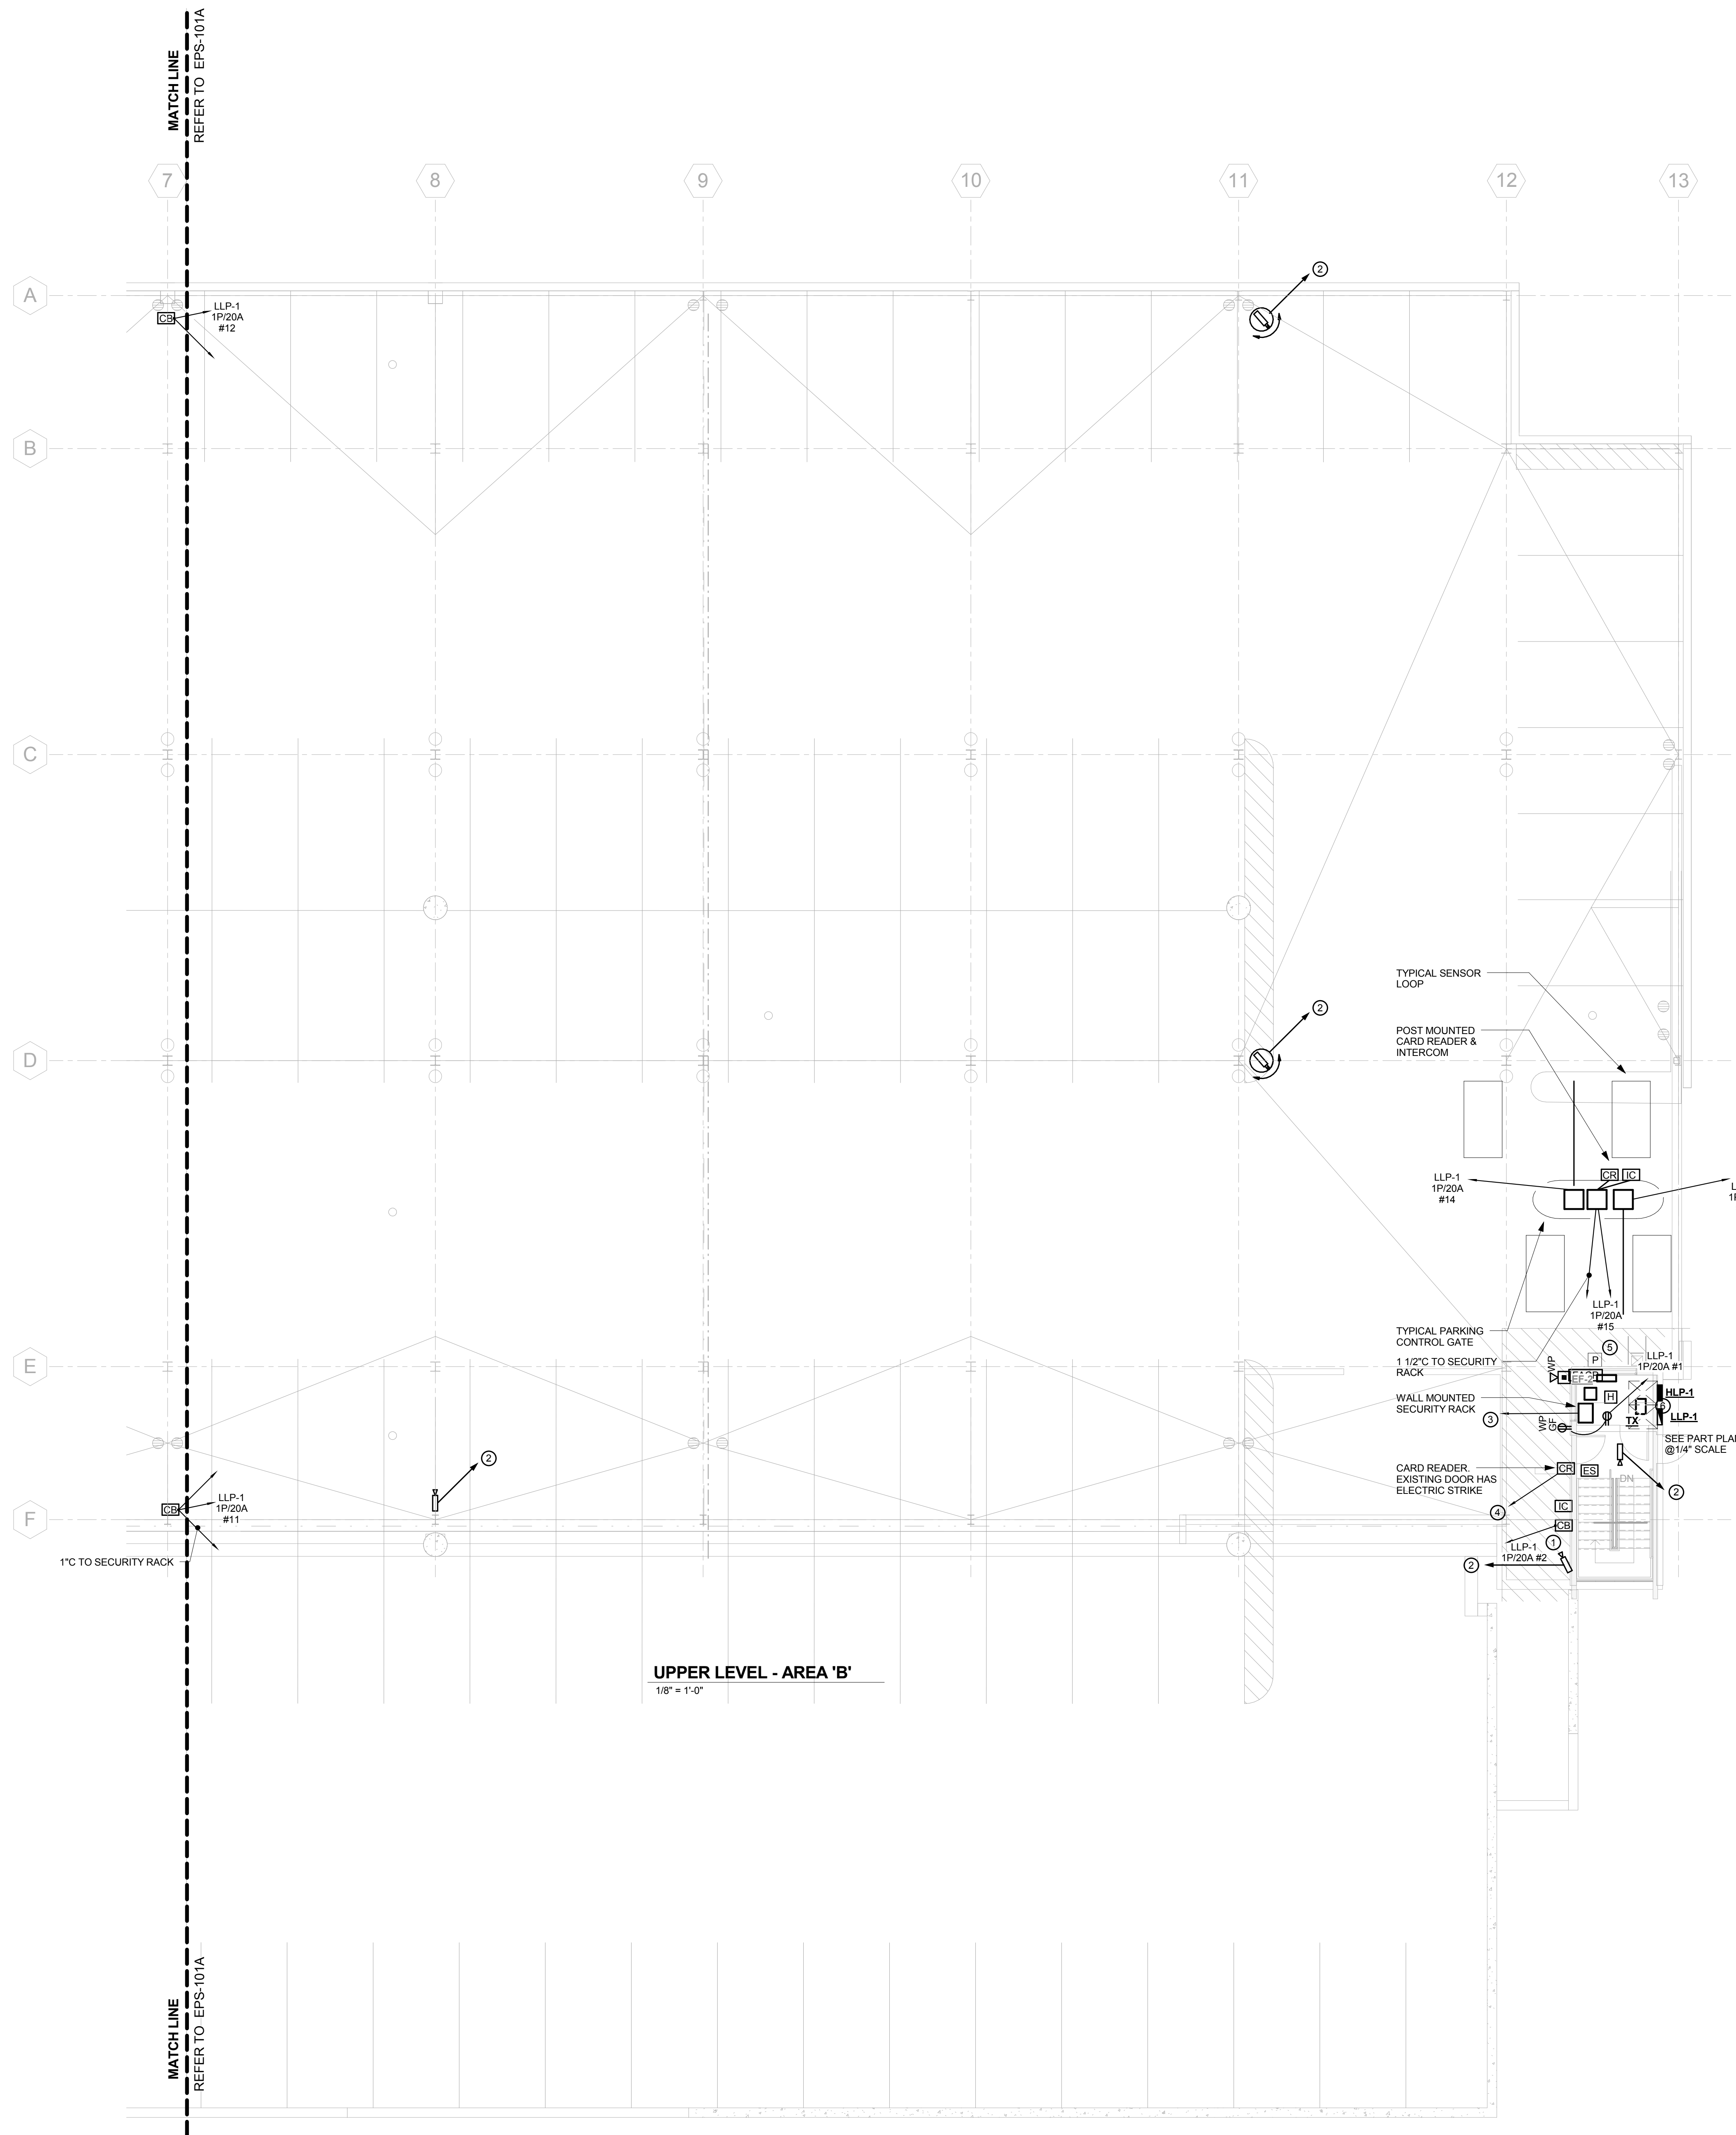 MATCH LINE
REFER TO EPS-101A
7
8
9
10
11
12
13
A
B
C
D
E
F
CB
LLP-1
1P/20A
#12
2
2
TYPICAL SENSOR
LOOP
POST MOUNTED
CARD READER &
INTERCOM
CR
IC
LLP-1
1P/20A
#14
LLP-1
1P/20A
#15
TYPICAL PARKING
CONTROL GATE
1 1/2"C TO SECURITY
RACK
WALL MOUNTED
SECURITY RACK
3
5
P
WP
EF-2
H
LLP-1
1P/20A #1
HLP-1
6
LLP-1
TX
WP
GF
@1/4" SCALE
CARD READER.
EXISTING DOOR HAS
ELECTRIC STRIKE
4
CR
ES
DN
2
IC
CB
1
LLP-1
1P/20A #2
2
2
CB
LLP-1
1P/20A
#11
1"C TO SECURITY RACK
UPPER LEVEL - AREA 'B'
1/8" = 1'-0"
MATCH LINE
REFER TO EPS-101A
SEE PART